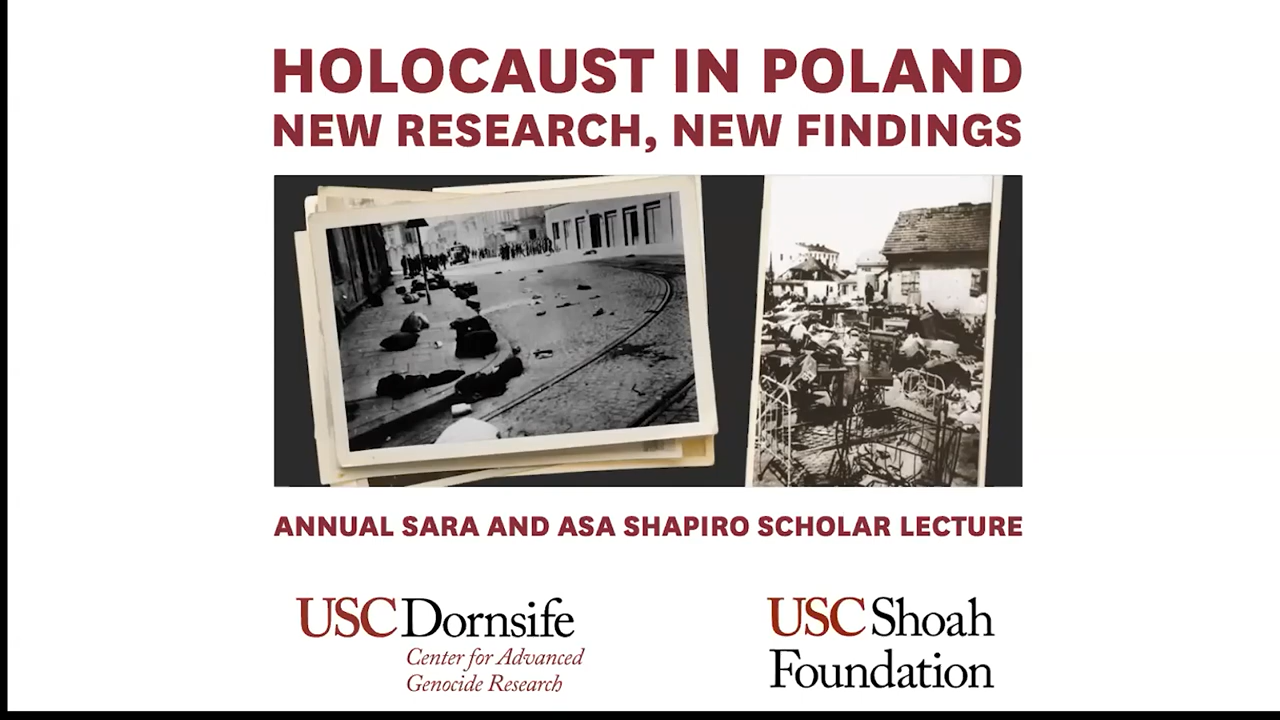 HOLOCAUST IN POLAND
NEW RESEARCH, NEW FINDINGS
ANNUAL SARA AND ASA SHAPIRO SCHOLAR LECTURE
USC Dornsife
Center for Advanced
Genocide Research
USC Shoah
Foundation